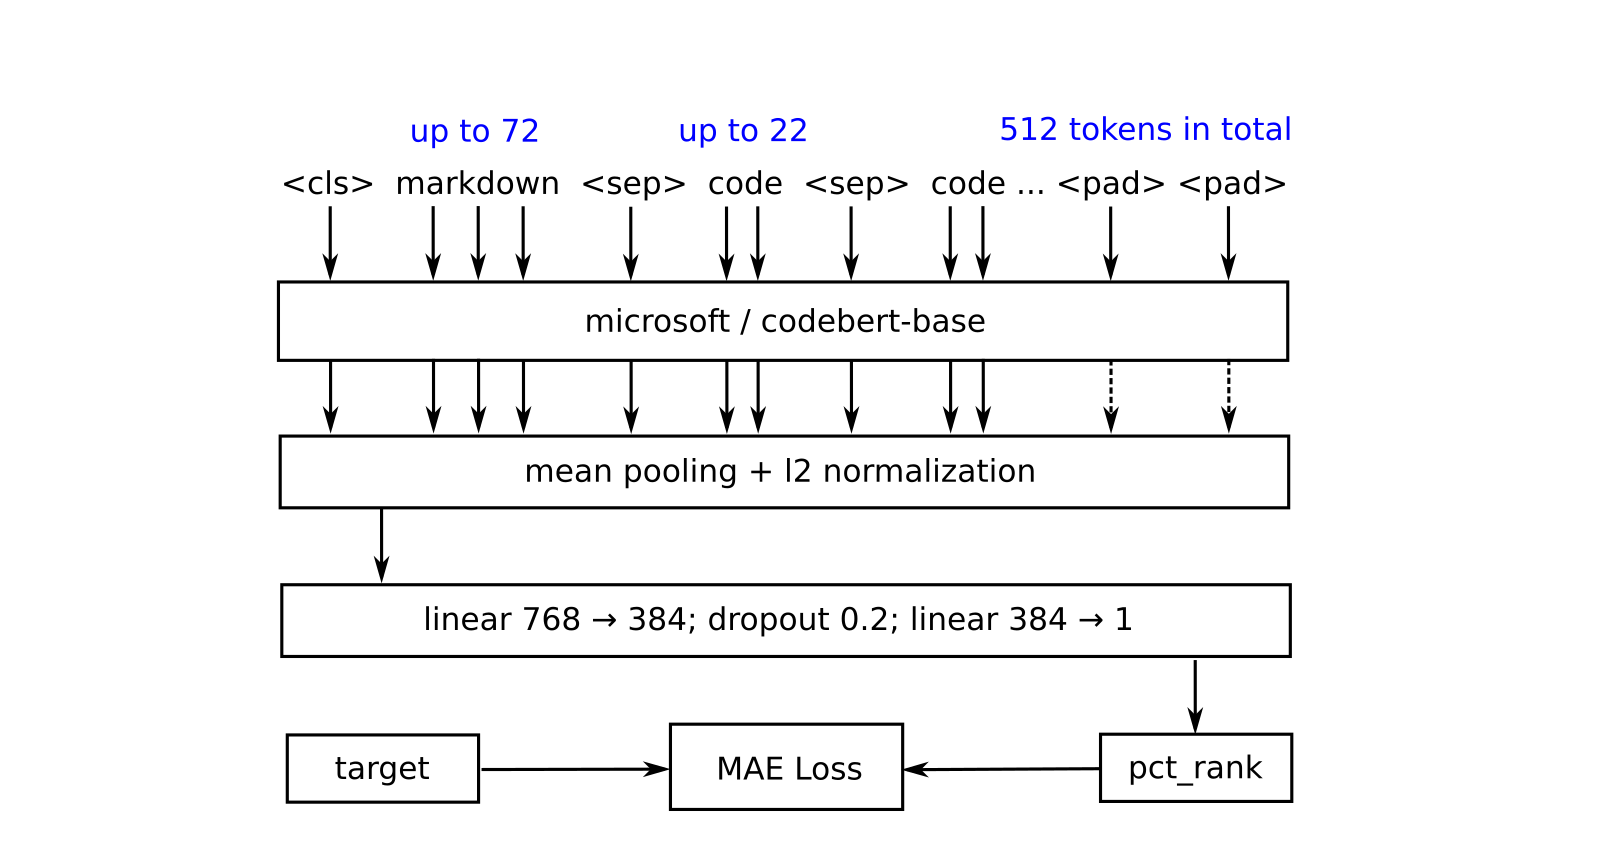 up to 72 up to 22 512 tokens in total
<cls> markdown <sep> code <sep> code ... <pad> <pad>
microsoft / codebert-base
mean pooling + l2 normalization
linear 768 → 384; dropout 0.2; linear 384 → 1
target MAE Loss pct_rank